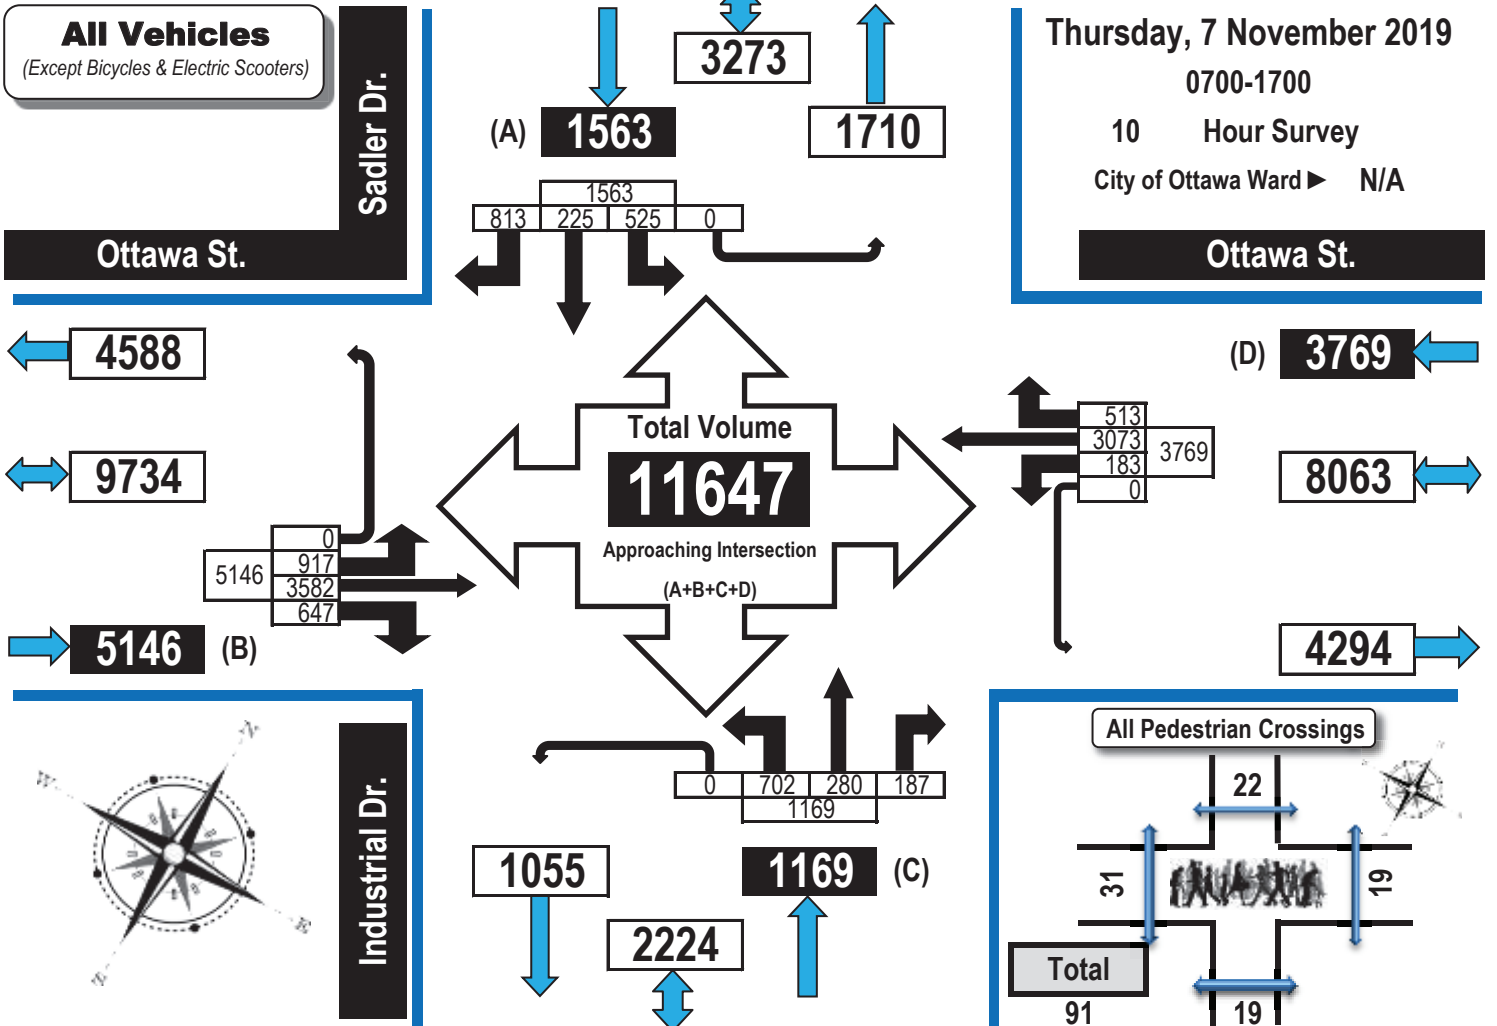 All Vehicles
(Except Bicycles & Electric Scooters)
Sadler Dr.
Ottawa St.
3273
(A) 1563
1710
1563
813 225 525 0
Thursday, 7 November 2019
0700-1700
10 Hour Survey
City of Ottawa Ward ► N/A
Ottawa St.
4588
9734
0
917
5146
3582
647
5146 (B)
Total Volume
11647
Approaching Intersection
(A+B+C+D)
(D) 3769
513
3073
3769
183
0
8063
4294
N
W
E
S
Industrial Dr.
0 702 280 187
1169
1055
1169 (C)
2224
All Pedestrian Crossings
22
31
19
Total
91
19